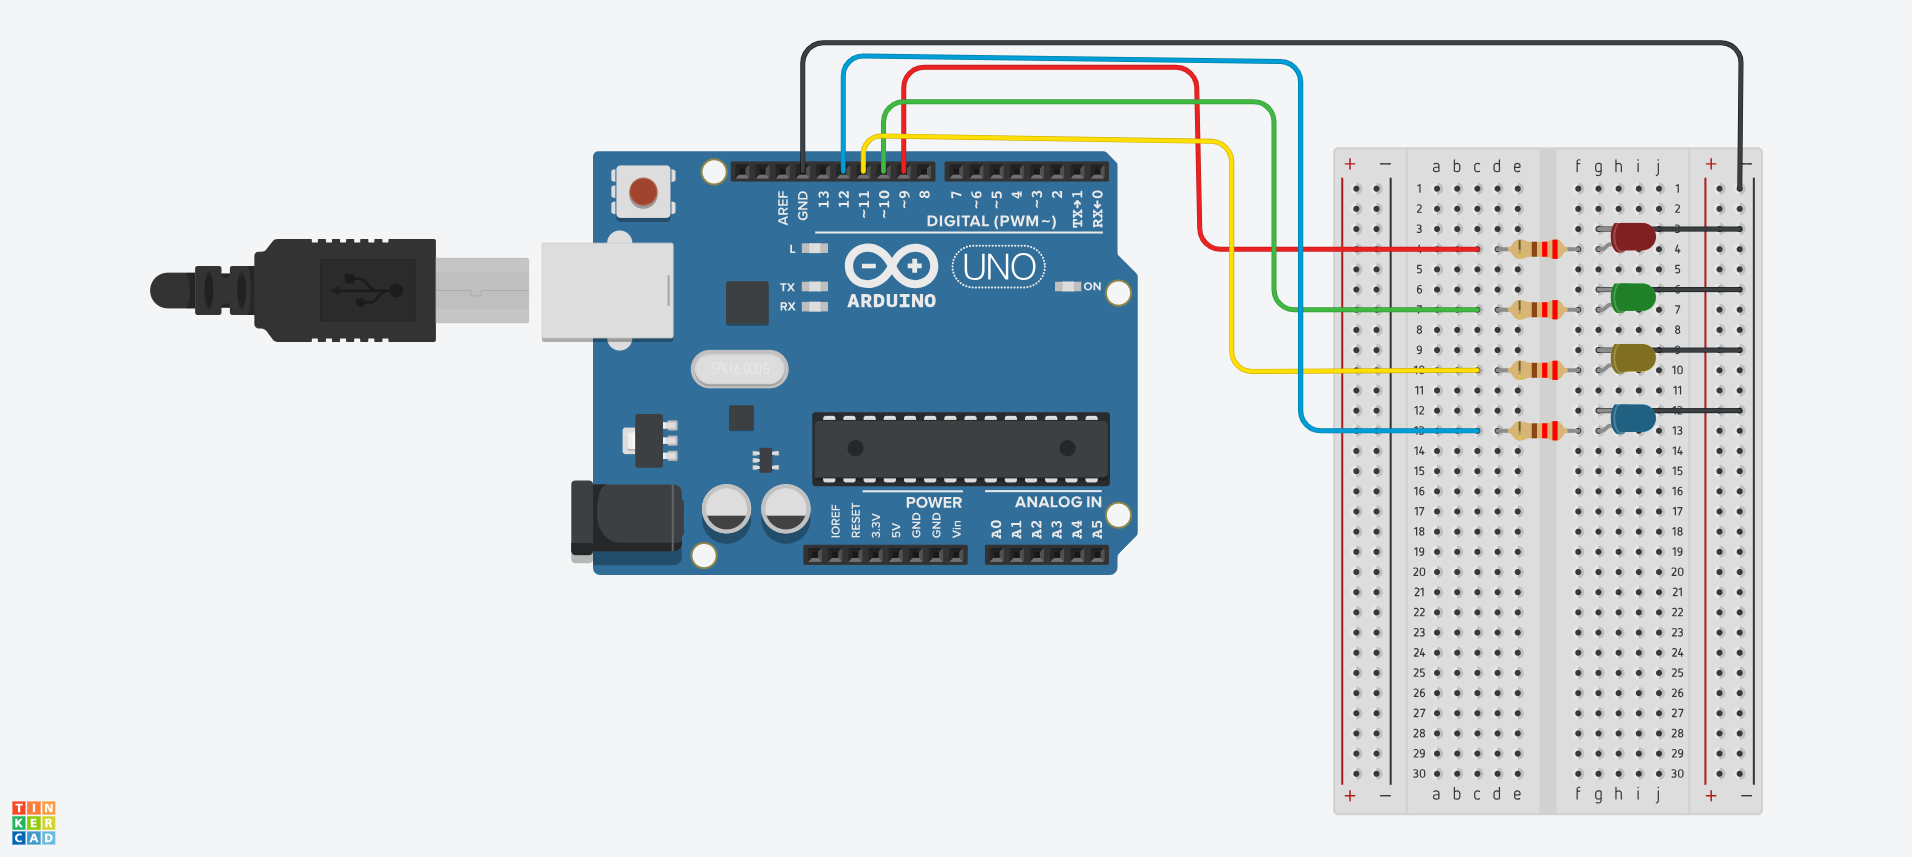 AREF
GND
13
12
~11
~10
~9
8
7
~6
~5
4
~3
2
TX→1
RX←0
DIGITAL (PWM~)
L
TX
RX
ARDUINO
UNO
ON
SPK16.000G
POWER
ANALOG IN
IOREF
RESET
3.3V
5V
GND
GND
Vin
A0
A1
A2
A3
A4
A5
+ − a b c d e f g h i j + −
1 1
2 2
3 3
4 4
5 5
6 6
7 7
8 8
9 9
10 10
11 11
12 12
13 13
14 14
15 15
16 16
17 17
18 18
19 19
20 20
21 21
22 22
23 23
24 24
25 25
26 26
27 27
28 28
29 29
30 30
+ − a b c d e f g h i j + −
TIN
KER
CAD